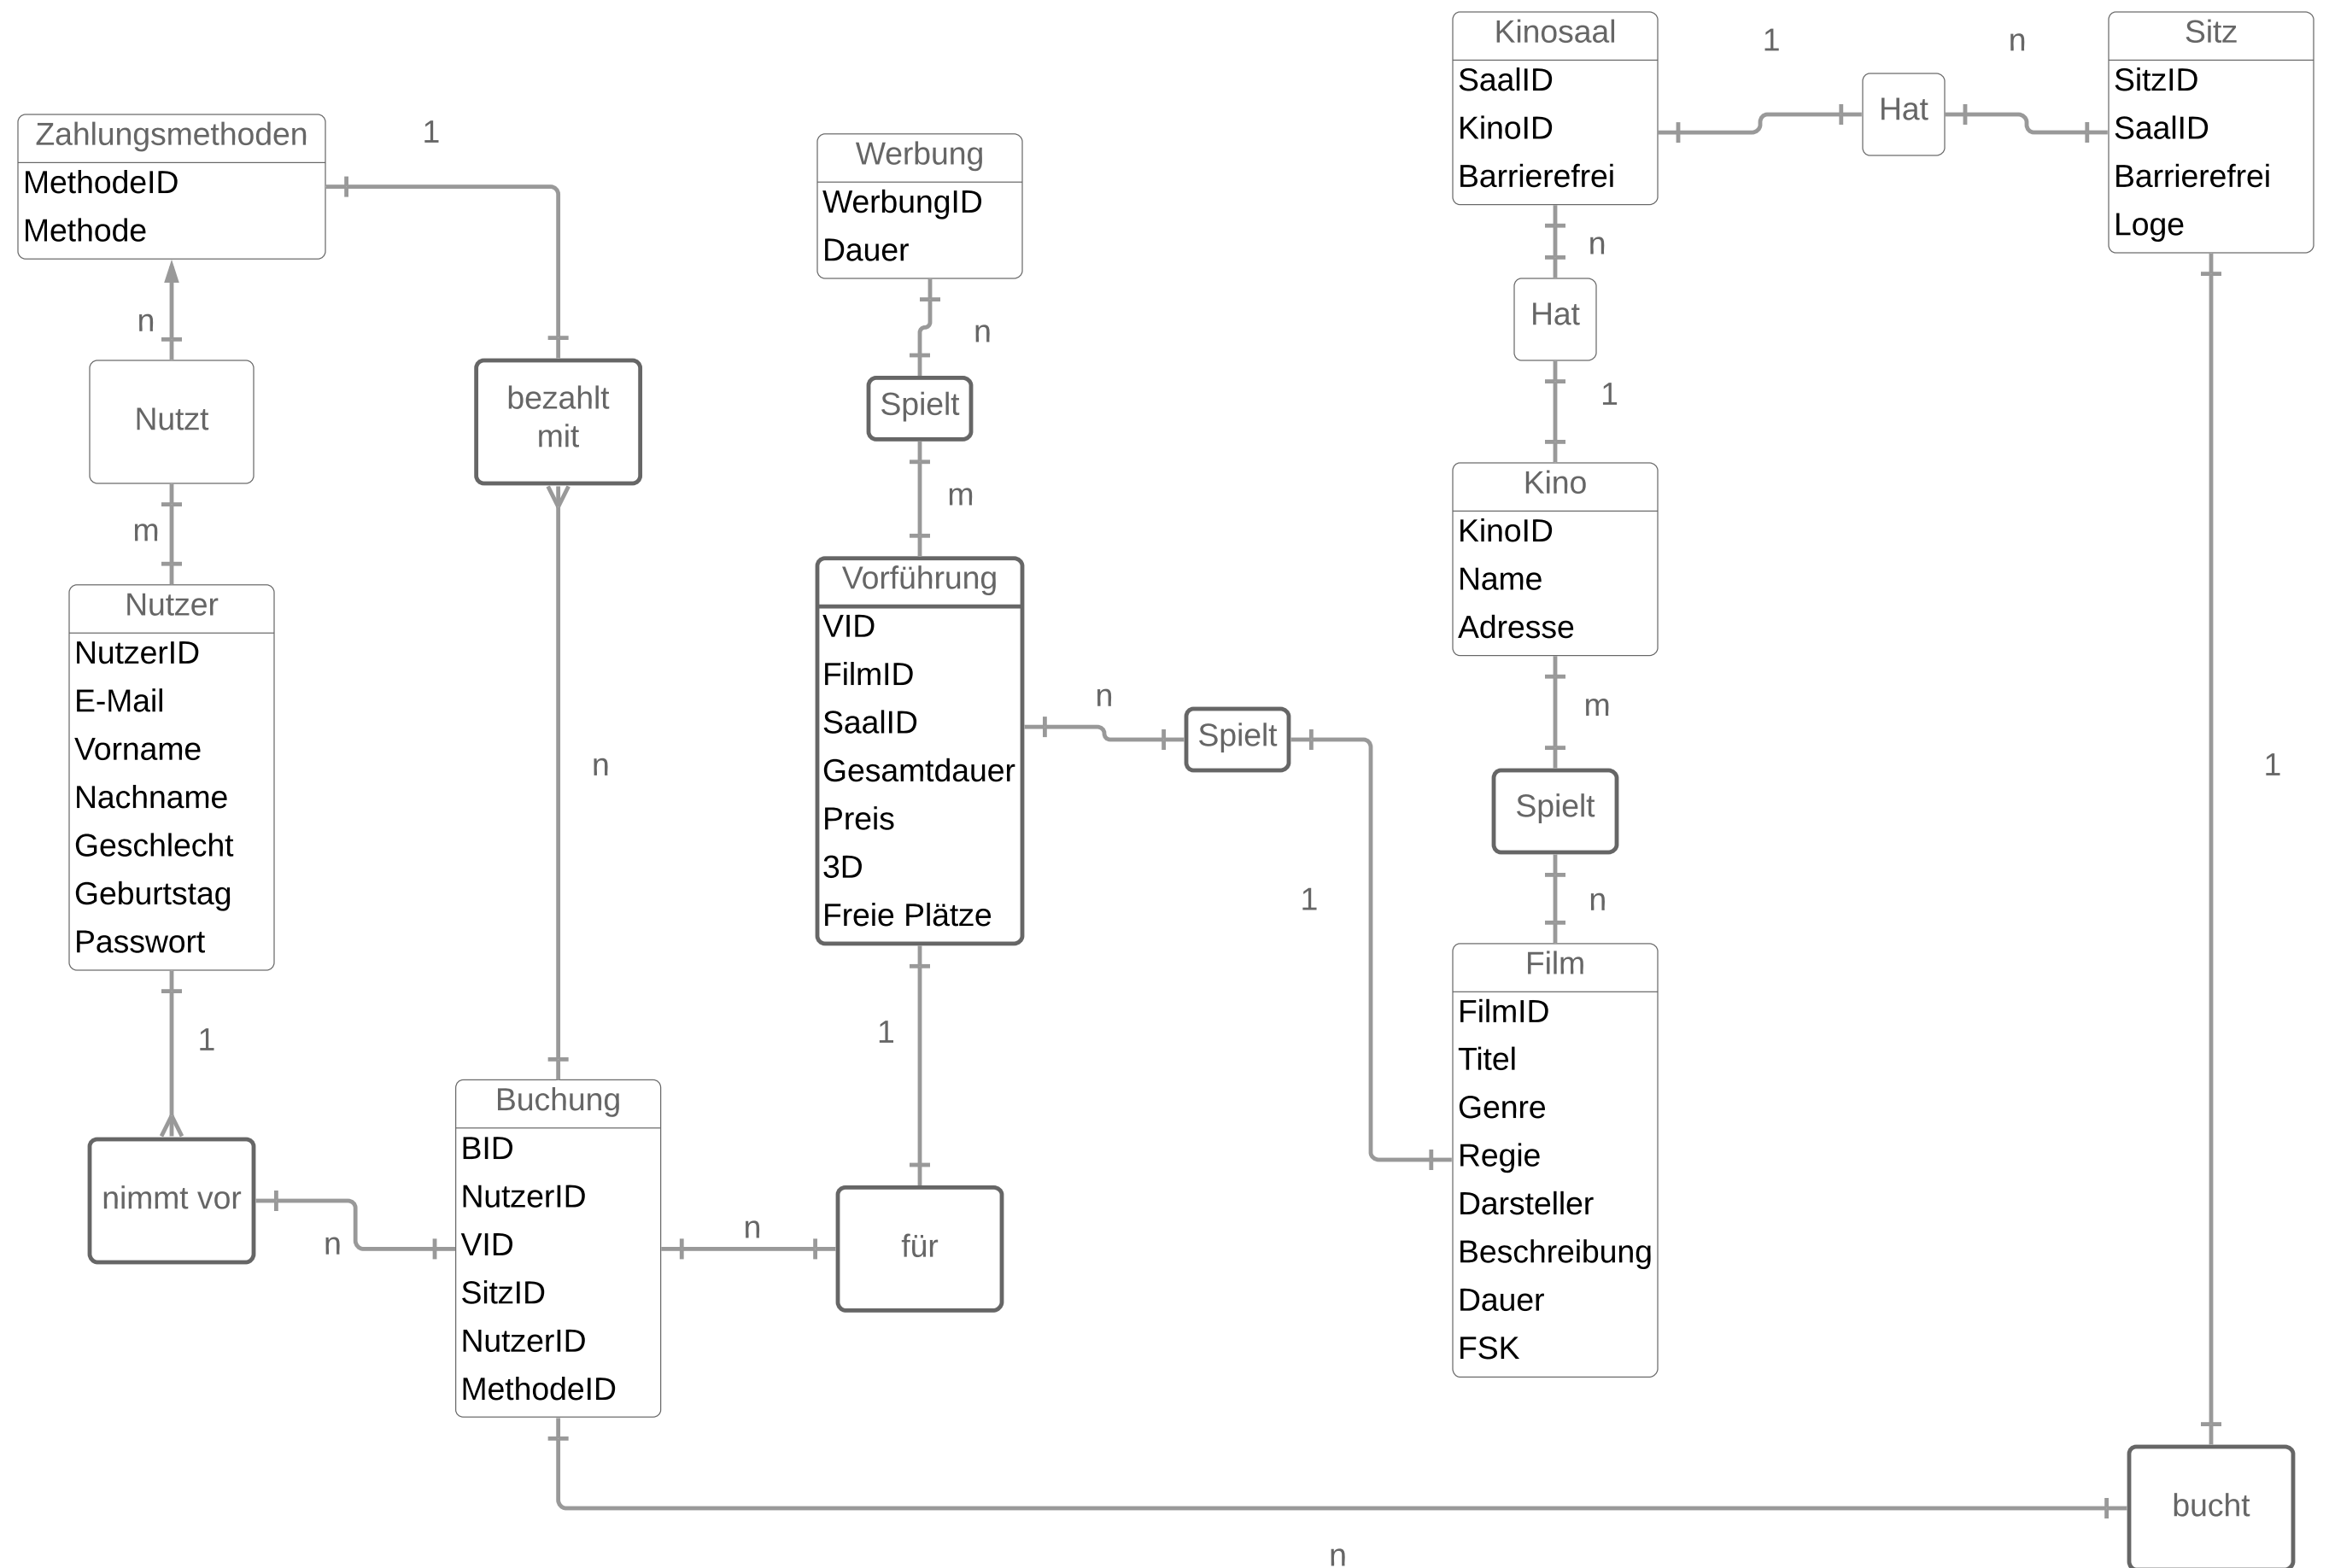 Zahlungsmethoden
MethodeID
Methode
1
n
Nutzt
m
Nutzer
NutzerID
E-Mail
Vorname
Nachname
Geschlecht
Geburtstag
Passwort
1
nimmt vor
n
bezahlt
mit
n
Buchung
BID
NutzerID
VID
SitzID
NutzerID
MethodeID
n
für
1
Werbung
WerbungID
Dauer
n
Spielt
m
Vorführung
VID
FilmID
SaalID
Gesamtdauer
Preis
3D
Freie Plätze
n
Spielt
1
Kinosaal
SaalID
KinoID
Barrierefrei
1
Hat
n
Sitz
SitzID
SaalID
Barrierefrei
Loge
n
Hat
1
Kino
KinoID
Name
Adresse
m
Spielt
n
Film
FilmID
Titel
Genre
Regie
Darsteller
Beschreibung
Dauer
FSK
1
bucht
n